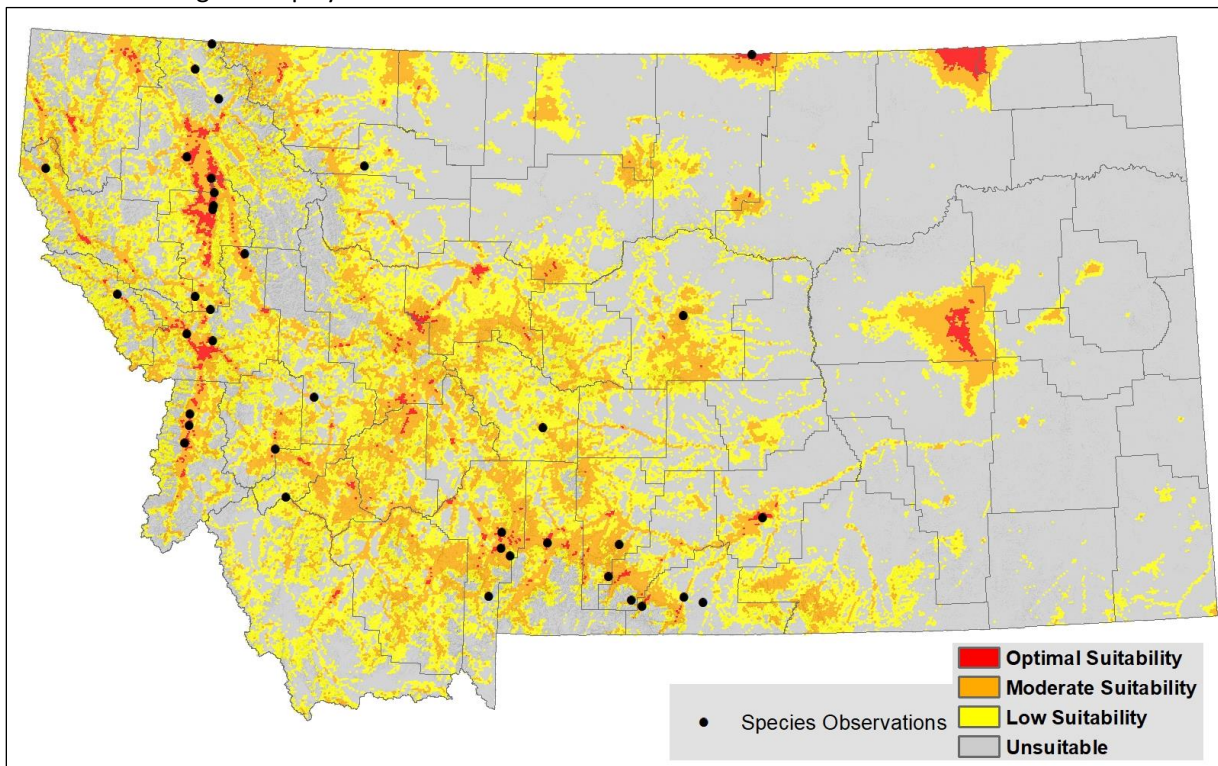 Species Observations
Optimal Suitability
Moderate Suitability
Low Suitability
Unsuitable